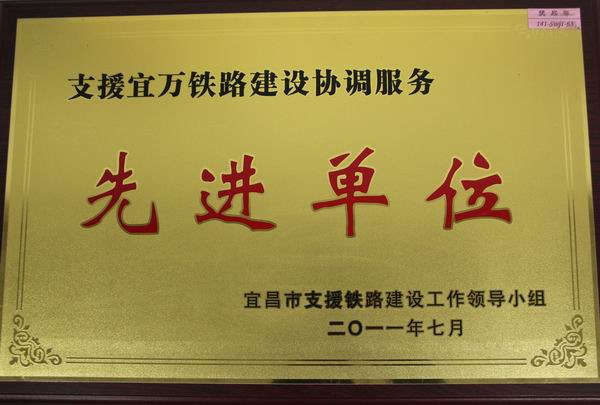 支援宜万铁路建设协调服务
先进单位
宜昌市支援铁路建设工作领导小组
二〇一一年七月